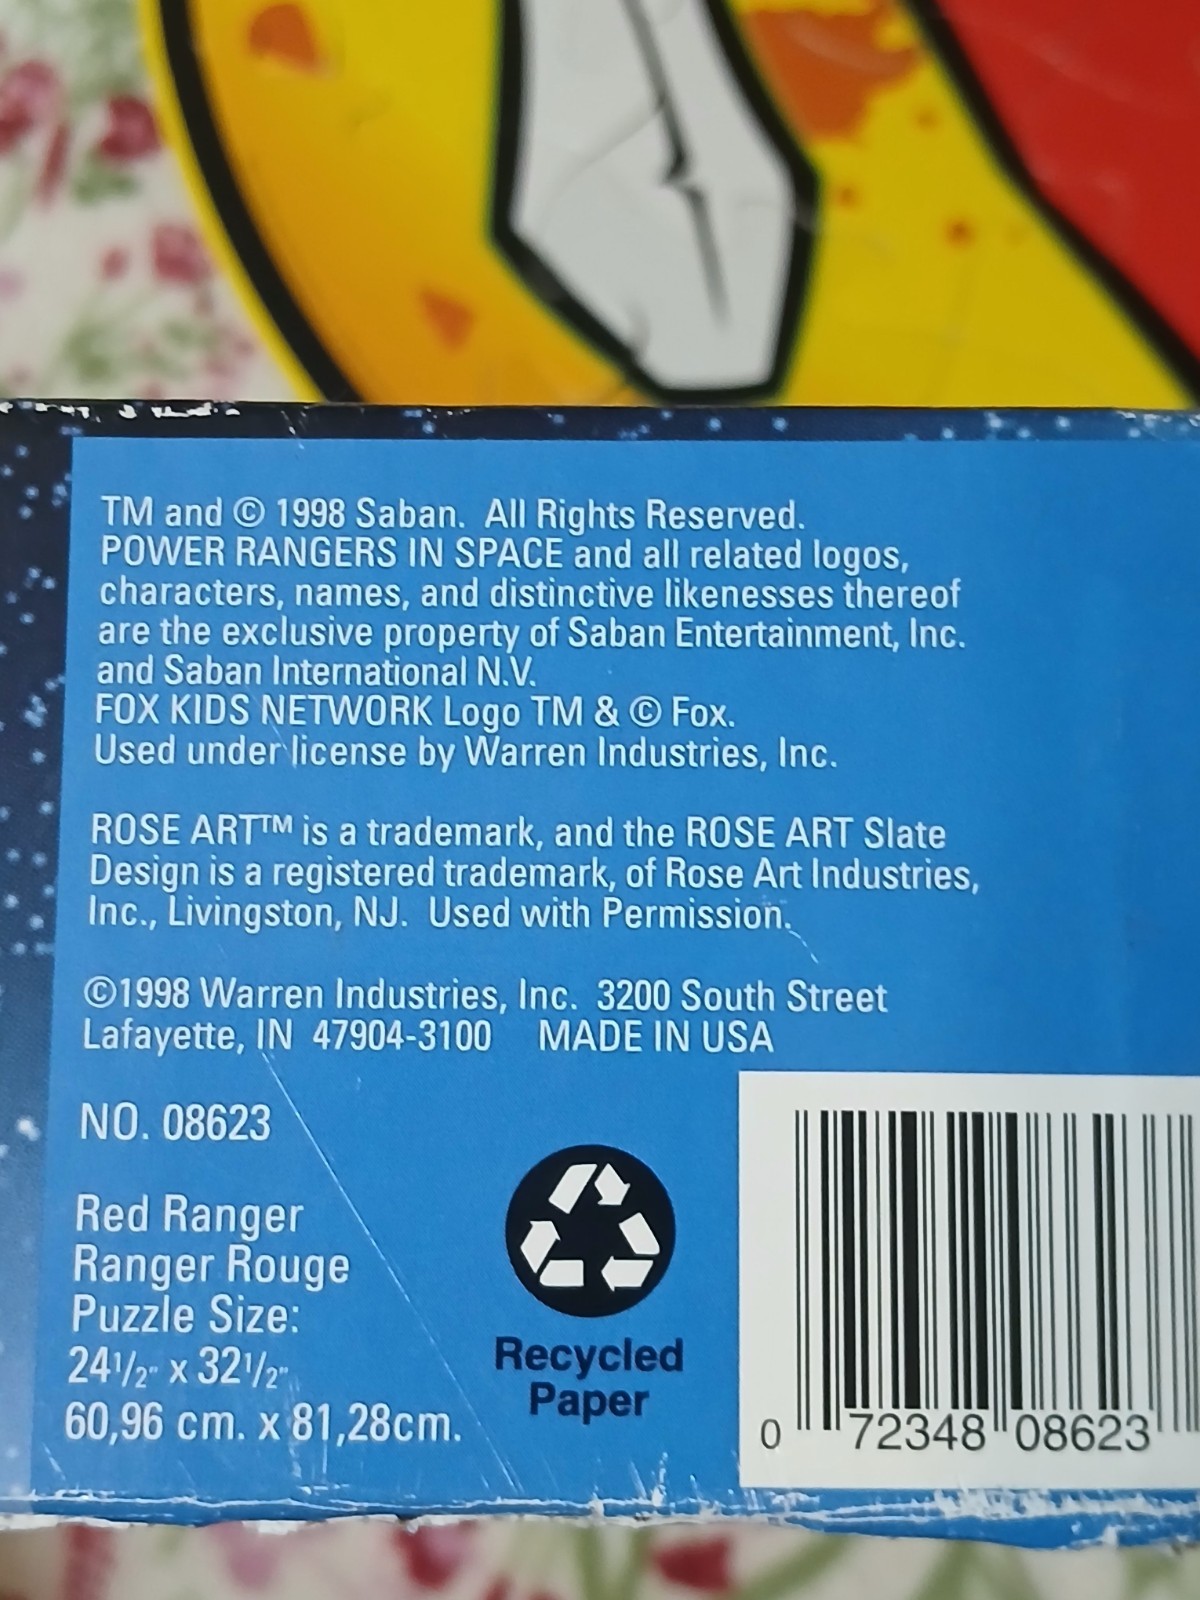 TM and © 1998 Saban. All Rights Reserved.
POWER RANGERS IN SPACE and all related logos,
characters, names, and distinctive likenesses thereof
are the exclusive property of Saban Entertainment, Inc.
and Saban International N.V.
FOX KIDS NETWORK Logo TM & © Fox.
Used under license by Warren Industries, Inc.
ROSE ART™ is a trademark, and the ROSE ART Slate
Design is a registered trademark, of Rose Art Industries,
Inc., Livingston, NJ. Used with Permission.
©1998 Warren Industries, Inc. 3200 South Street
Lafayette, IN 47904-3100 MADE IN USA
NO. 08623
Red Ranger
Ranger Rouge
Puzzle Size:
24 1/2" x 32 1/2"
60,96 cm. x 81,28cm.
Recycled
Paper
0 72348 08623